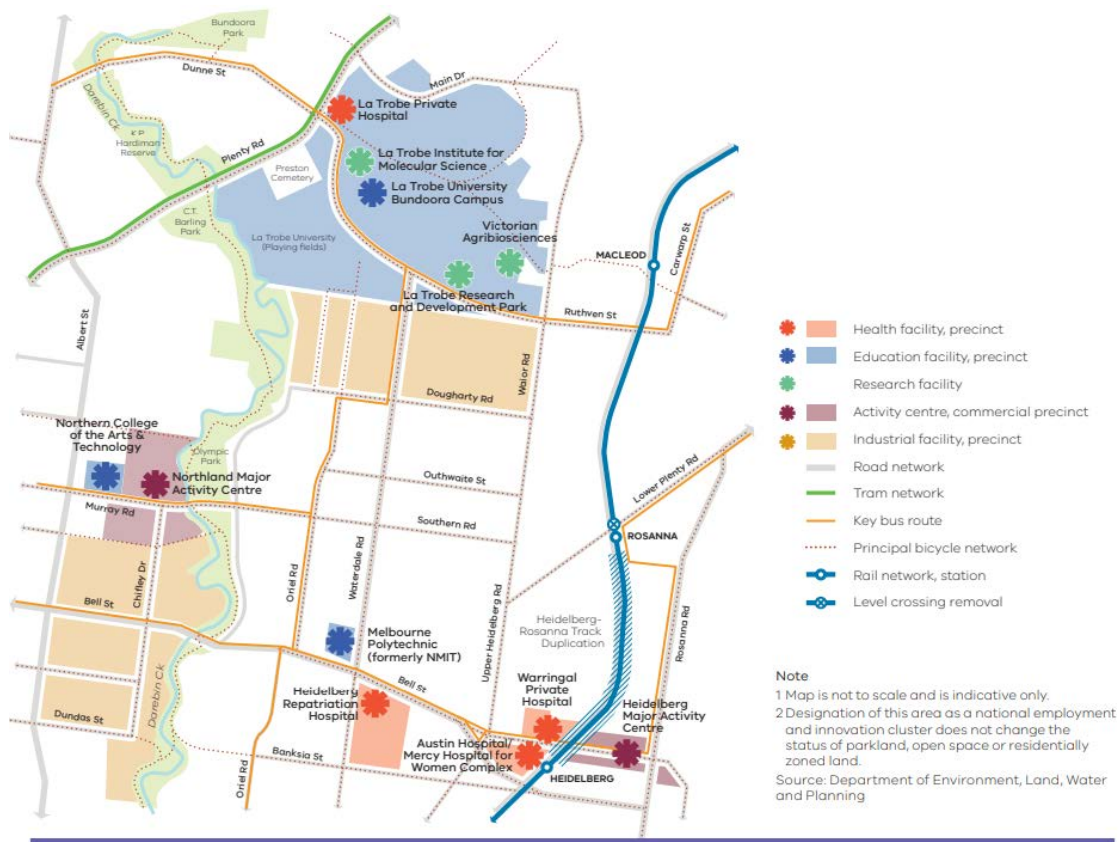 Bundoora
Park
Dunne St
Main Dr
Darebin Ck
La Trobe Private
Hospital
K P
Hardiman
Reserve
Plenty Rd
Preston
Cemetery
La Trobe Institute for
Molecular Science
La Trobe University
Bundoora Campus
C.T.
Barling
Park
La Trobe University
(Playing fields)
Victorian
Agribiosciences
MACLEOD
Carwarp St
La Trobe Research
and Development Park
Ruthven St
Albert St
Waior Rd
Dougharty Rd
Northern College
of the Arts &
Technology
Olympic
Park
Northland Major
Activity Centre
Murray Rd
Outhwaite St
Southern Rd
Lower Plenty Rd
ROSANNA
Chifley Dr
Bell St
Oriel Rd
Waterdale Rd
Upper Heidelberg Rd
Rosanna Rd
Melbourne
Polytechnic
(formerly NMIT)
Heidelberg-
Rosanna Track
Duplication
Bell St
Darebin Ck
Dundas St
Heidelberg
Repatriation
Hospital
Warringal
Private
Hospital
Heidelberg
Major Activity
Centre
Banksia St
Oriel Rd
Austin Hospital/
Mercy Hospital for
Women Complex
HEIDELBERG
Health facility, precinct
Education facility, precinct
Research facility
Activity centre, commercial precinct
Industrial facility, precinct
Road network
Tram network
Key bus route
Principal bicycle network
Rail network, station
Level crossing removal
Note
1 Map is not to scale and is indicative only.
2 Designation of this area as a national employment
and innovation cluster does not change the
status of parkland, open space or residentially
zoned land.
Source: Department of Environment, Land, Water
and Planning